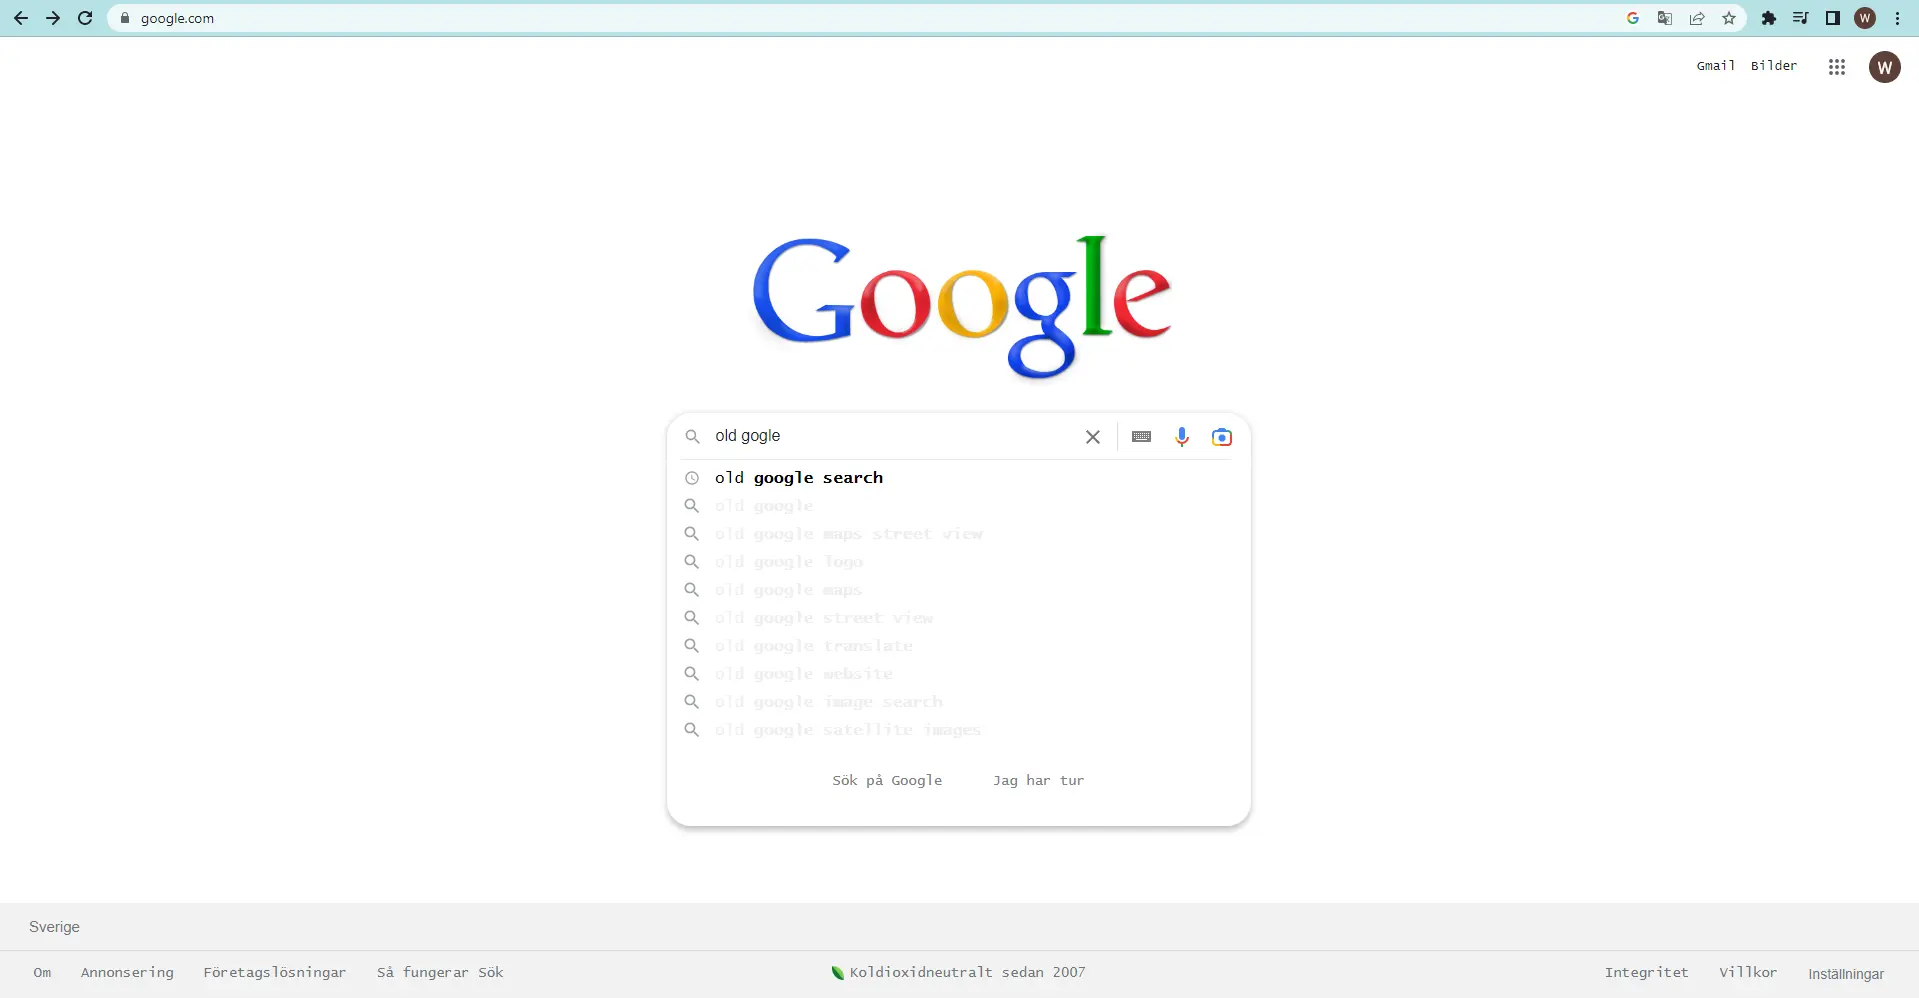 google.com
W
Gmail Bilder
W
Google
old gogle
old google search
old google
old google maps street view
old google logo
old google maps
old google street view
old google translate
old google website
old google image search
old google satellite images
Sök på Google Jag har tur
Sverige
Om Annonsering Företagslösningar Så fungerar Sök Koldioxidneutralt sedan 2007 Integritet Villkor Inställningar